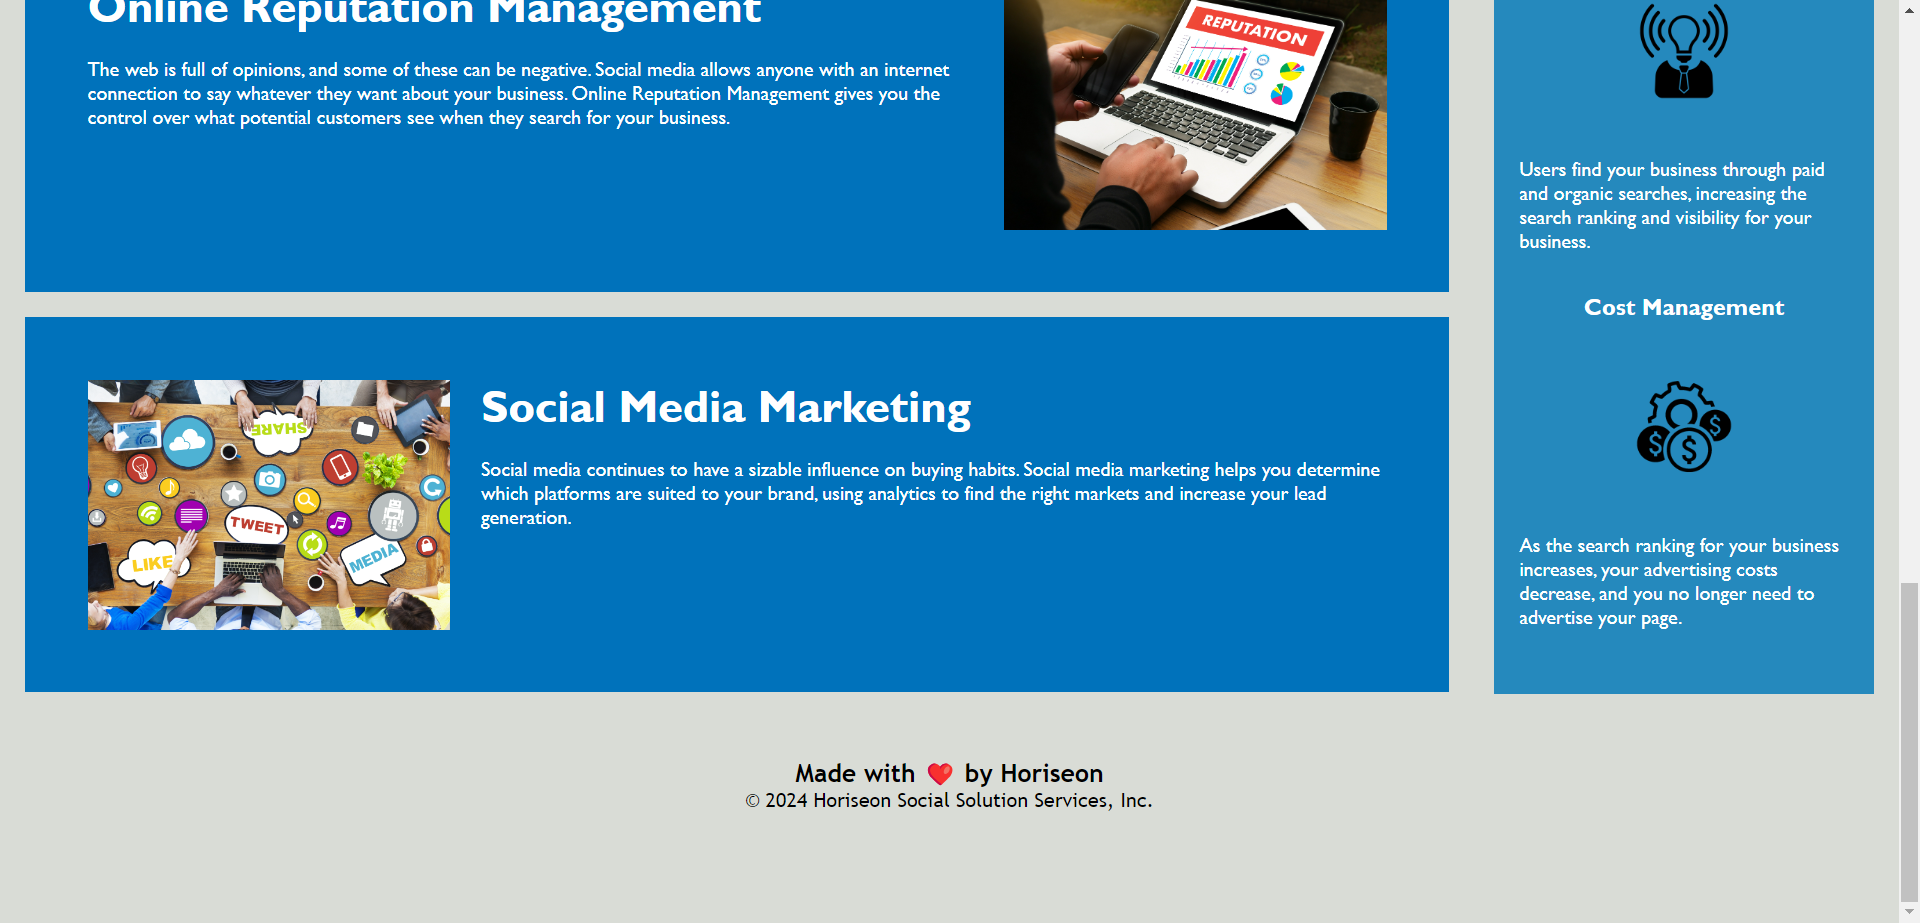 Online Reputation Management
The web is full of opinions, and some of these can be negative. Social media allows anyone with an internet
connection to say whatever they want about your business. Online Reputation Management gives you the
control over what potential customers see when they search for your business.
REPUTATION
SHARE
TWEET
LIKE
MEDIA
Social Media Marketing
Social media continues to have a sizable influence on buying habits. Social media marketing helps you determine
which platforms are suited to your brand, using analytics to find the right markets and increase your lead
generation.
Users find your business through paid
and organic searches, increasing the
search ranking and visibility for your
business.
Cost Management
$ $ $
As the search ranking for your business
increases, your advertising costs
decrease, and you no longer need to
advertise your page.
Made with ❤️ by Horiseon
© 2024 Horiseon Social Solution Services, Inc.